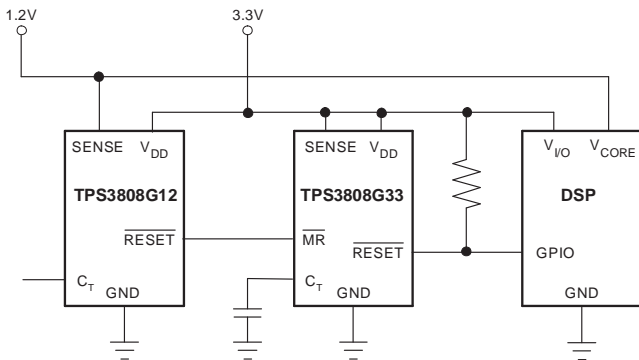 1.2V 3.3V
SENSE VDD SENSE VDD VI/O VCORE
TPS3808G12 TPS3808G33 DSP
RESET MR RESET GPIO
CT GND CT GND GND